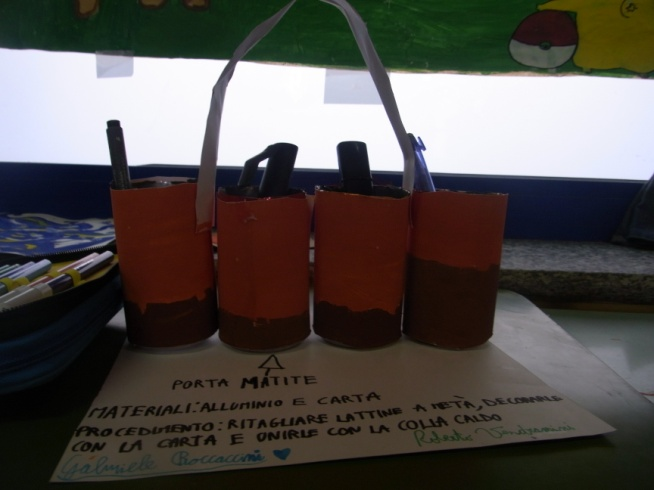 PORTA MATITE
MATERIALI: ALLUMINIO E CARTA
PROCEDIMENTO: RITAGLIARE LATTINE A METÀ, DECORARLE
CON LA CARTA E UNIRLE CON LA COLLA CALDO
Gabriele